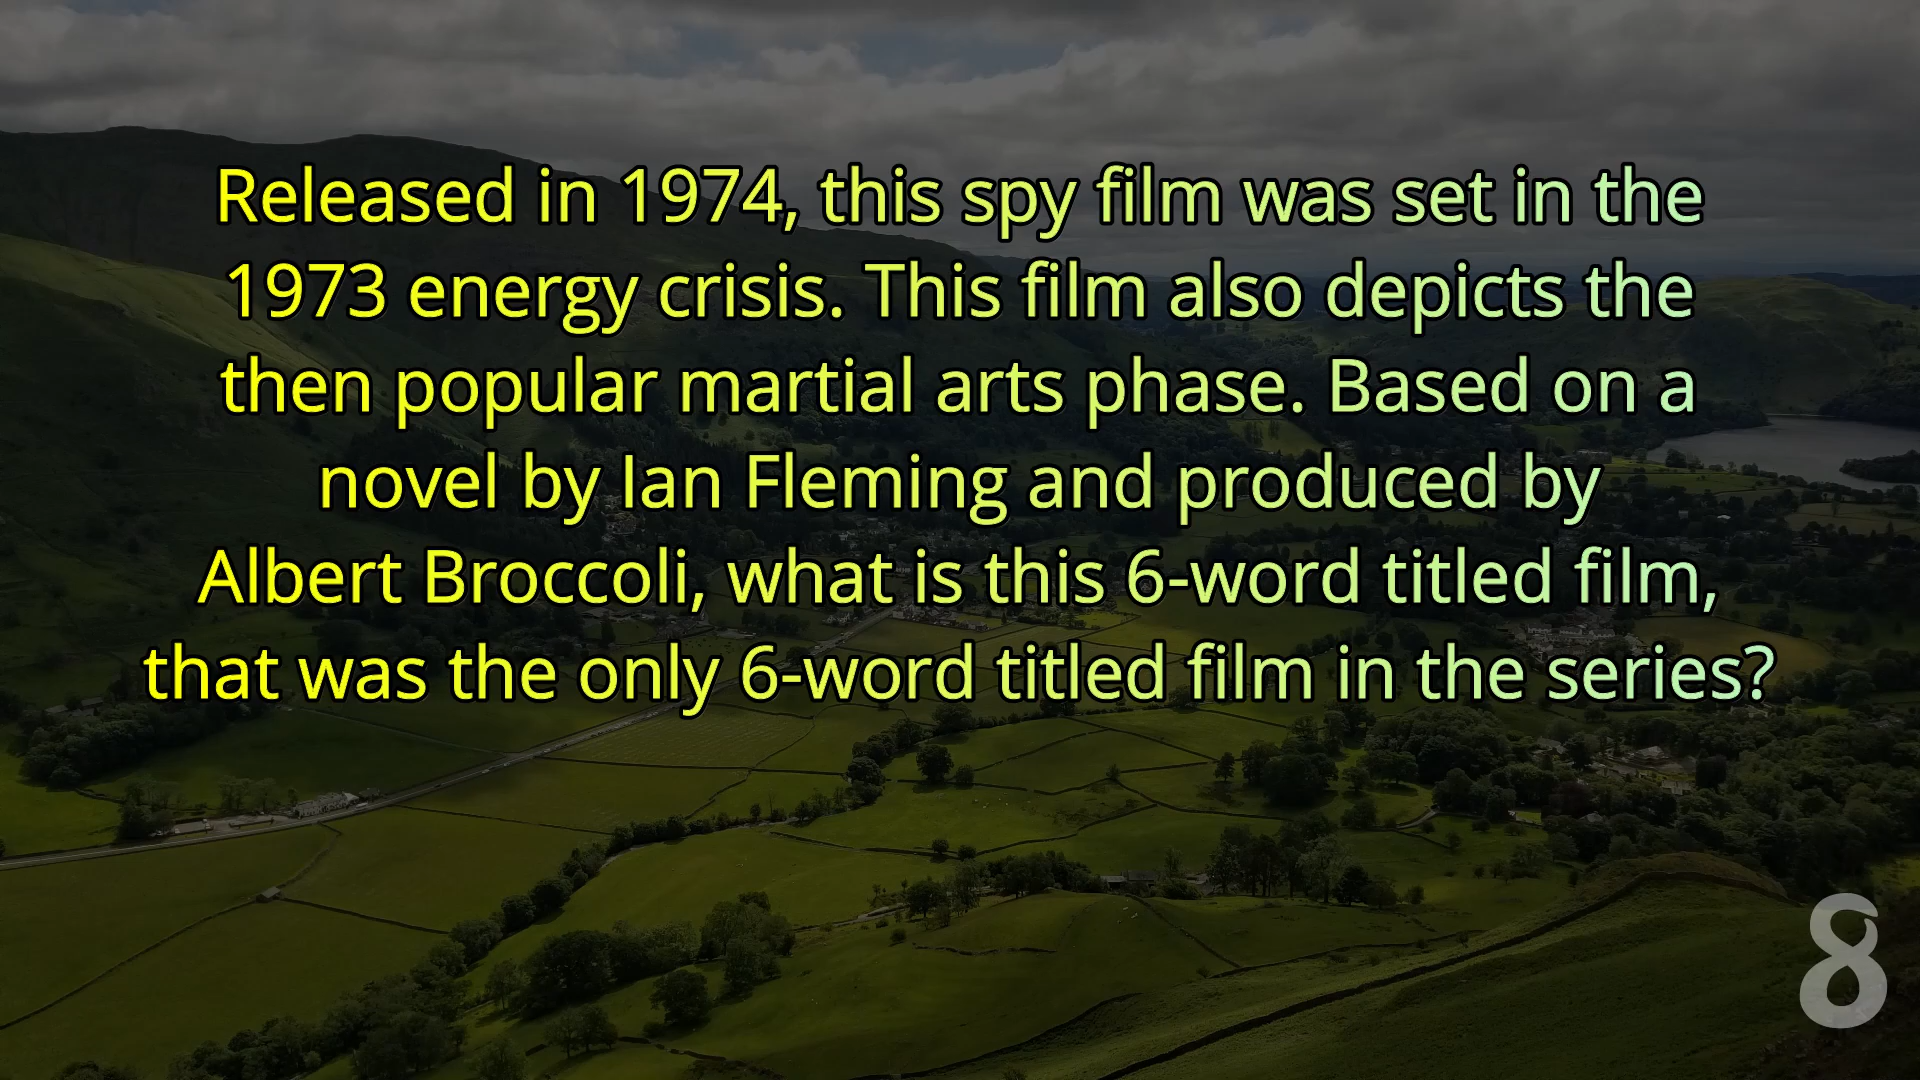 Released in 1974, this spy film was set in the
1973 energy crisis. This film also depicts the
then popular martial arts phase. Based on a
novel by Ian Fleming and produced by
Albert Broccoli, what is this 6-word titled film,
that was the only 6-word titled film in the series?
8